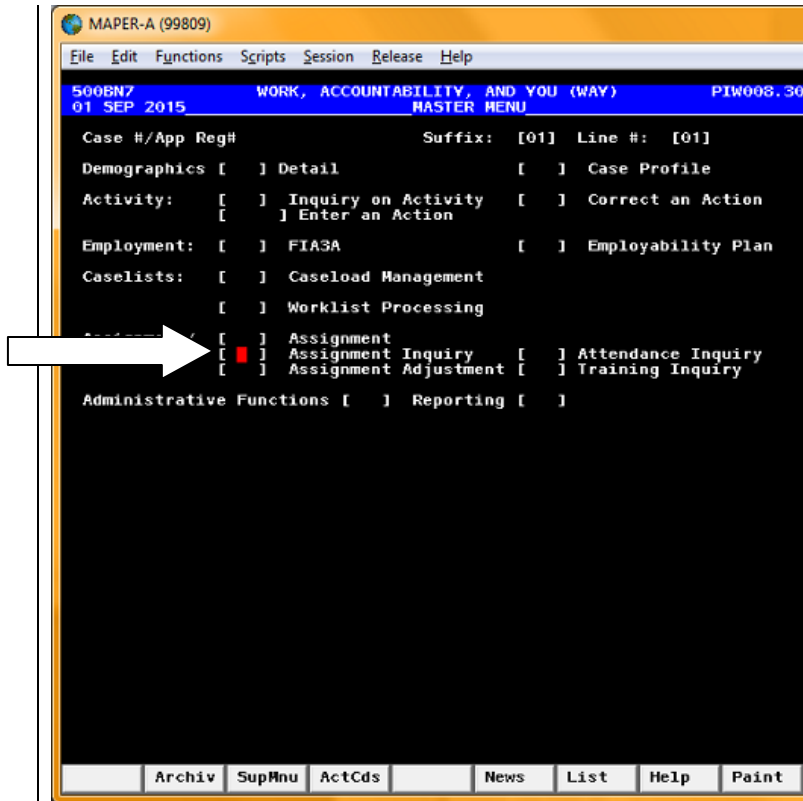 MAPER-A (99809)
File Edit Functions Scripts Session Release Help
500BN7 WORK, ACCOUNTABILITY, AND YOU (WAY) PIW008.30
01 SEP 2015 MASTER MENU
Case #/App Reg# Suffix: [01] Line #: [01]
Demographics [ ] Detail [ ] Case Profile
Activity: [ ] Inquiry on Activity [ ] Correct an Action
[ ] Enter an Action
Employment: [ ] FIA3A [ ] Employability Plan
Caselists: [ ] Caseload Management
[ ] Worklist Processing
[ ] Assignment
[ ] Assignment Inquiry [ ] Attendance Inquiry
[ ] Assignment Adjustment [ ] Training Inquiry
Administrative Functions [ ] Reporting [ ]
Archiv SupMnu ActCds News List Help Paint